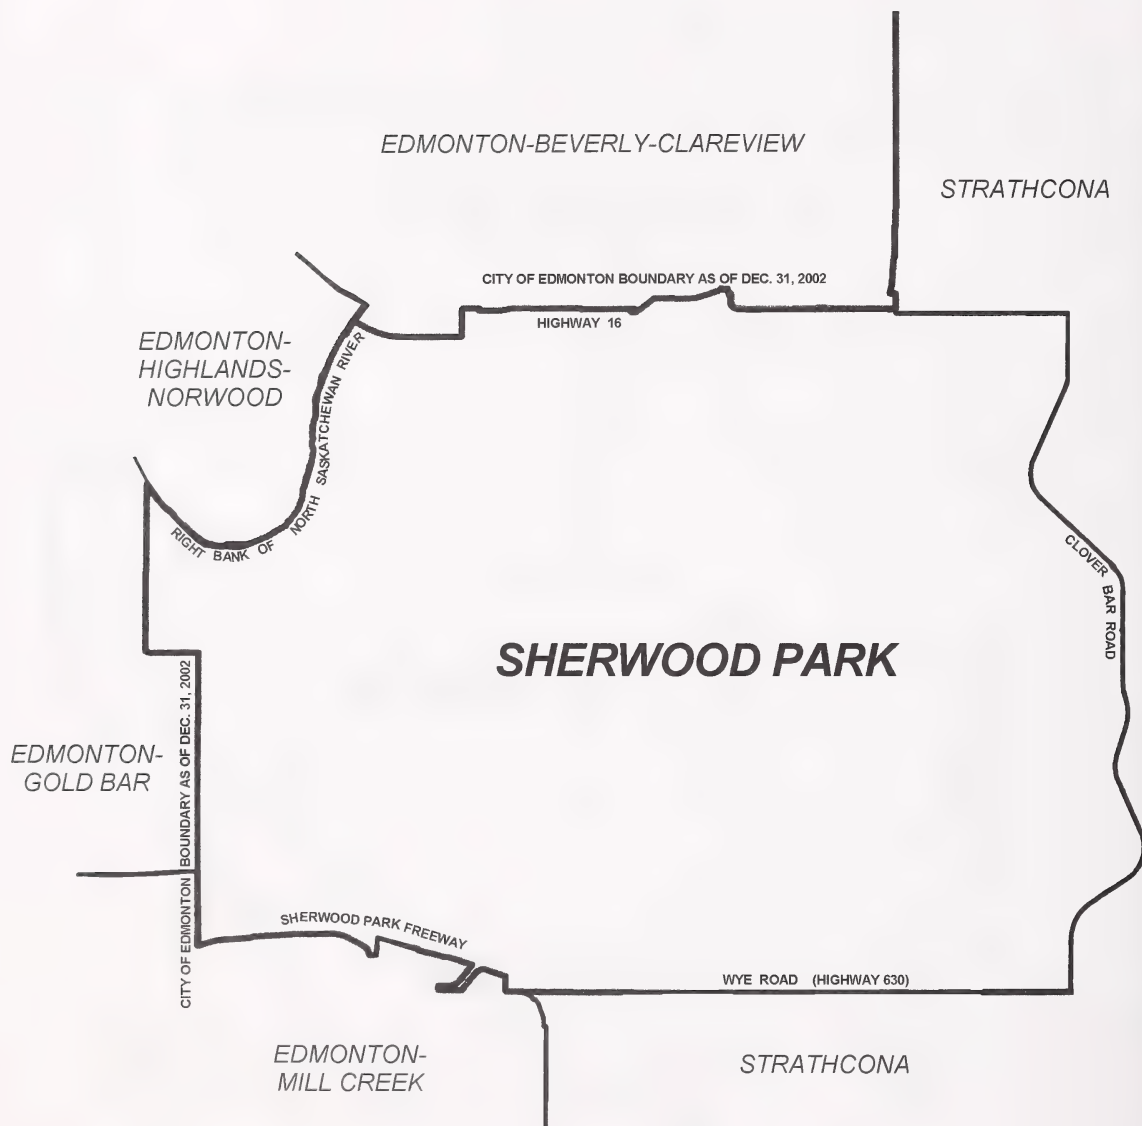 EDMONTON-BEVERLY-CLAREVIEW
STRATHCONA
CITY OF EDMONTON BOUNDARY AS OF DEC. 31, 2002
HIGHWAY 16
EDMONTON-
HIGHLANDS-
NORWOOD
RIGHT BANK OF NORTH SASKATCHEWAN RIVER
CLOVER BAR ROAD
SHERWOOD PARK
CITY OF EDMONTON BOUNDARY AS OF DEC. 31, 2002
EDMONTON-
GOLD BAR
SHERWOOD PARK FREEWAY
WYE ROAD (HIGHWAY 630)
EDMONTON-
MILL CREEK
STRATHCONA